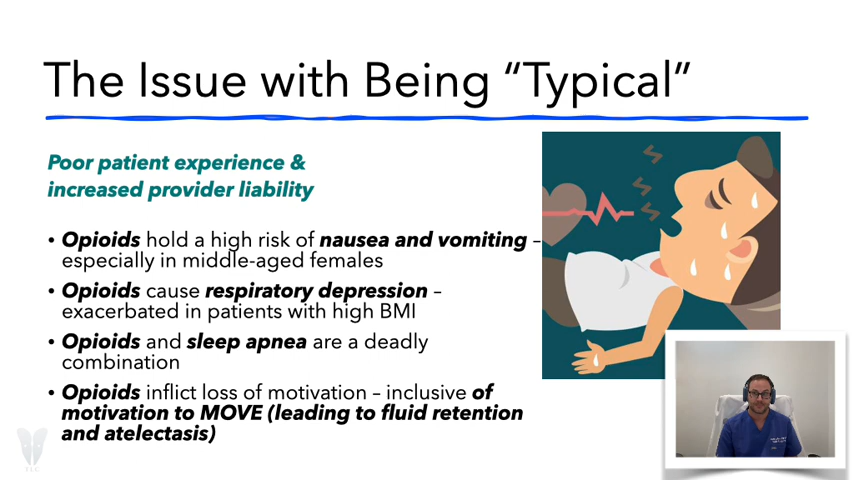 The Issue with Being “Typical”
Poor patient experience &
increased provider liability
• Opioids hold a high risk of nausea and vomiting –
especially in middle-aged females
• Opioids cause respiratory depression –
exacerbated in patients with high BMI
• Opioids and sleep apnea are a deadly
combination
• Opioids inflict loss of motivation – inclusive of
motivation to MOVE (leading to fluid retention
and atelectasis)
TLC